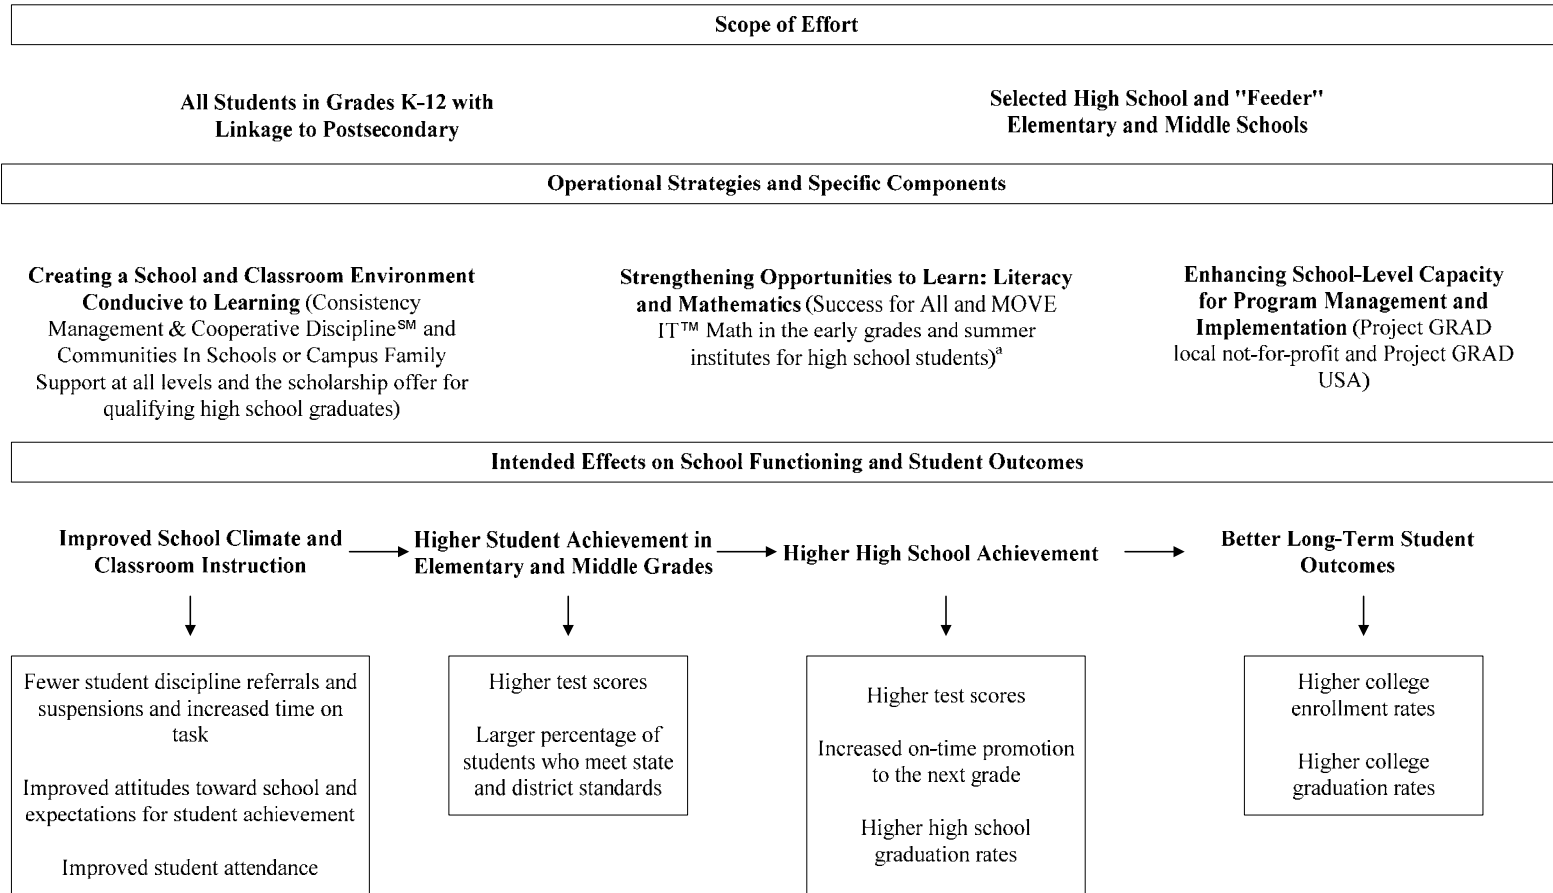 Scope of Effort
All Students in Grades K-12 with
Linkage to Postsecondary
Selected High School and "Feeder"
Elementary and Middle Schools
Operational Strategies and Specific Components
Creating a School and Classroom Environment
Conducive to Learning (Consistency
Management & Cooperative Discipline℠ and
Communities In Schools or Campus Family
Support at all levels and the scholarship offer for
qualifying high school graduates)
Strengthening Opportunities to Learn: Literacy
and Mathematics (Success for All and MOVE
IT™ Math in the early grades and summer
institutes for high school students)ᵃ
Enhancing School-Level Capacity
for Program Management and
Implementation (Project GRAD
local not-for-profit and Project GRAD
USA)
Intended Effects on School Functioning and Student Outcomes
Improved School Climate and
Classroom Instruction
Higher Student Achievement in
Elementary and Middle Grades
Higher High School Achievement
Better Long-Term Student
Outcomes
Fewer student discipline referrals and
suspensions and increased time on
task
Improved attitudes toward school and
expectations for student achievement
Improved student attendance
Higher test scores
Larger percentage of
students who meet state
and district standards
Higher test scores
Increased on-time promotion
to the next grade
Higher high school
graduation rates
Higher college
enrollment rates
Higher college
graduation rates